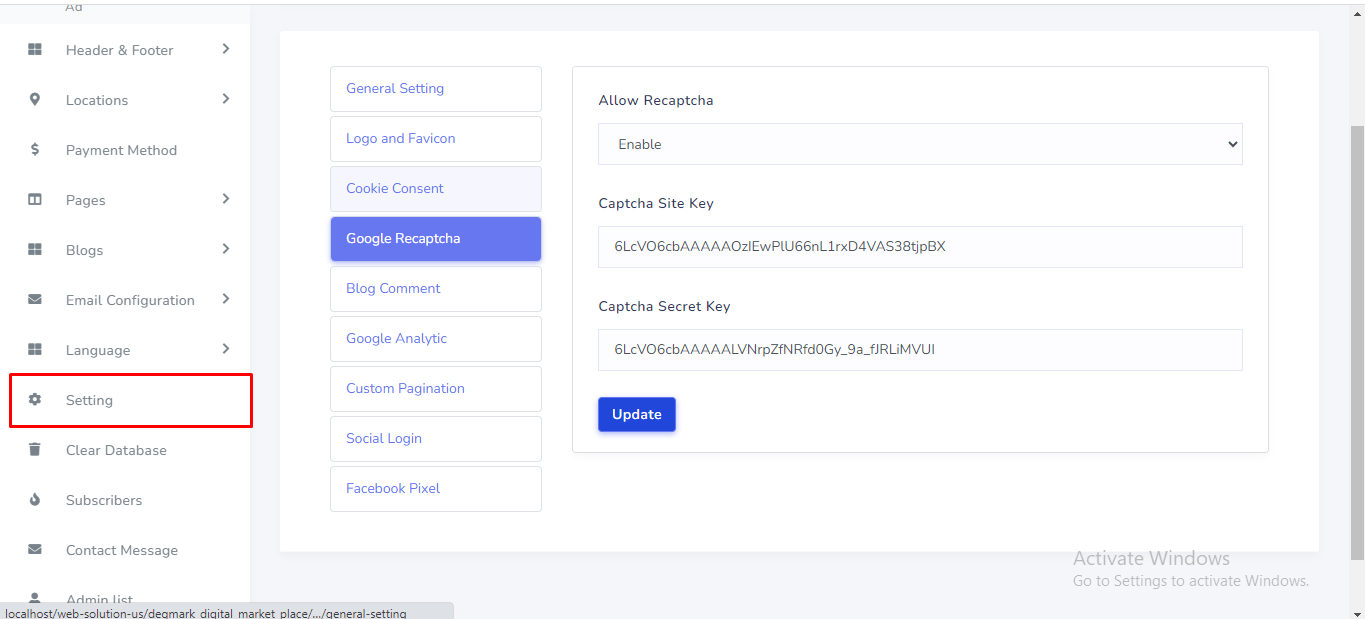 Ad
Header & Footer
Locations
Payment Method
Pages
Blogs
Email Configuration
Language
Setting
Clear Database
Subscribers
Contact Message
Admin list
General Setting
Logo and Favicon
Cookie Consent
Google Recaptcha
Blog Comment
Google Analytic
Custom Pagination
Social Login
Facebook Pixel
Allow Recaptcha
Enable
Captcha Site Key
6LcVO6cbAAAAAOzIEwPlU66nL1rxD4VAS38tjpBX
Captcha Secret Key
6LcVO6cbAAAAALVNrpZfNRfd0Gy_9a_fJRLiMVUI
Update
Activate Windows
Go to Settings to activate Windows.
localhost/web-solution-us/degmark_digital_market_place/.../general-setting